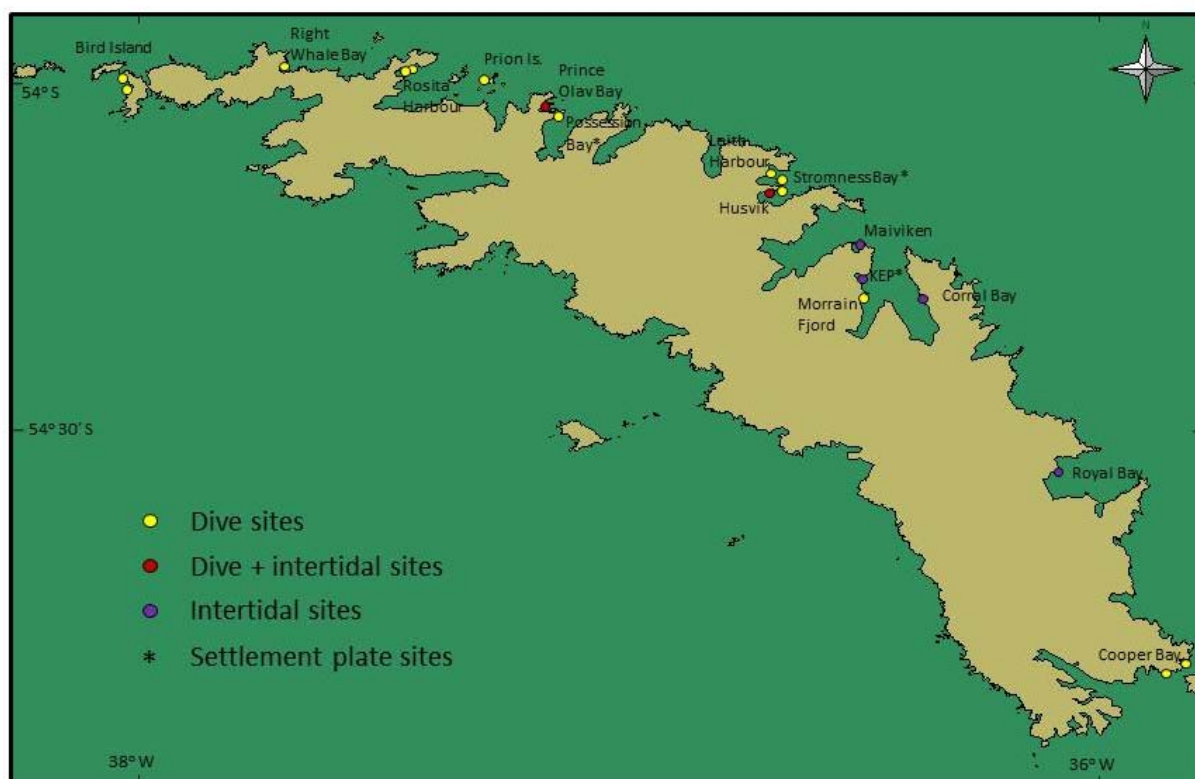 N
Bird Island
Right
Whale Bay
Prion Is.
Prince
Olav Bay
54° S
Rosita
Harbour
Possession
Bay*
Leith
Harbour
Stromness Bay *
Husvik
Maiviken
KEP*
Morrain
Fjord
Corral Bay
54° 30' S
Royal Bay
Dive sites
Dive + intertidal sites
Intertidal sites
* Settlement plate sites
Cooper Bay
38° W
36° W